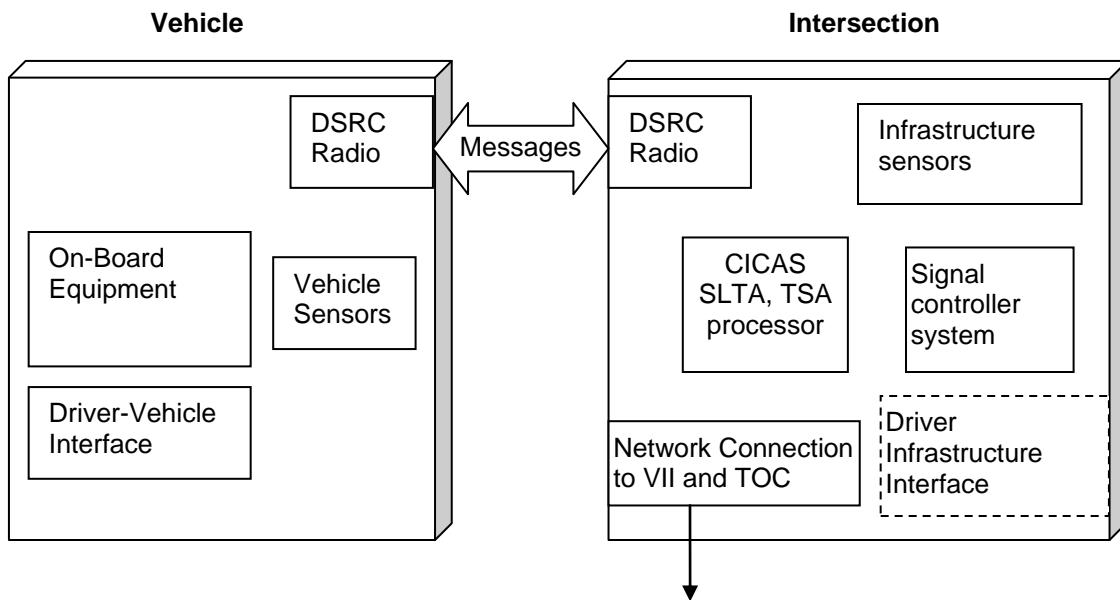 Vehicle
Intersection
DSRC
Radio
Messages
DSRC
Radio
Infrastructure
sensors
On-Board
Equipment
Vehicle
Sensors
CICAS
SLTA, TSA
processor
Signal
controller
system
Driver-Vehicle
Interface
Network Connection
to VII and TOC
Driver
Infrastructure
Interface